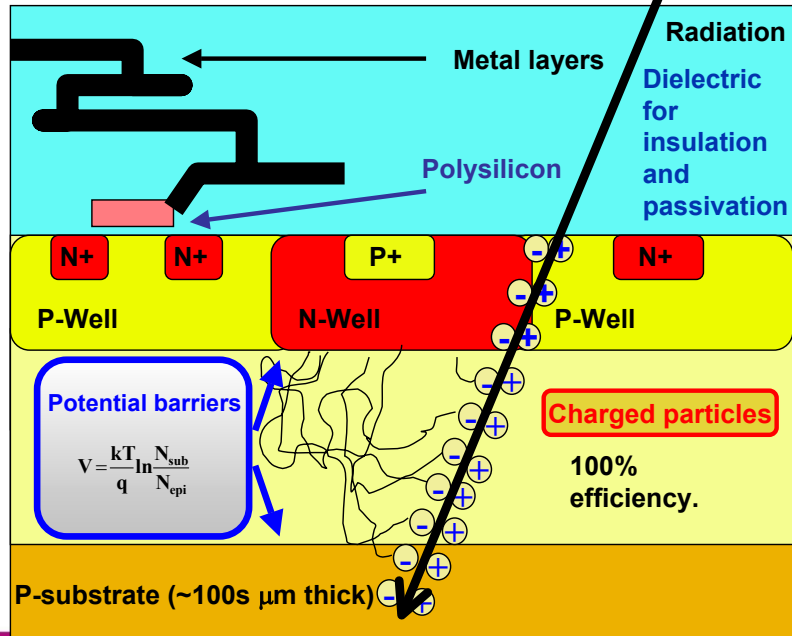 Radiation
Metal layers
Dielectric
for
insulation
and
passivation
Polysilicon
N+
N+
P+
N+
- +
- +
- +
P-Well
N-Well
P-Well
- +
Potential barriers
V = kT/q ln N_sub/N_epi
- +
Charged particles
- +
100%
efficiency.
- +
- +
- +
P-substrate (~100s μm thick)
- +